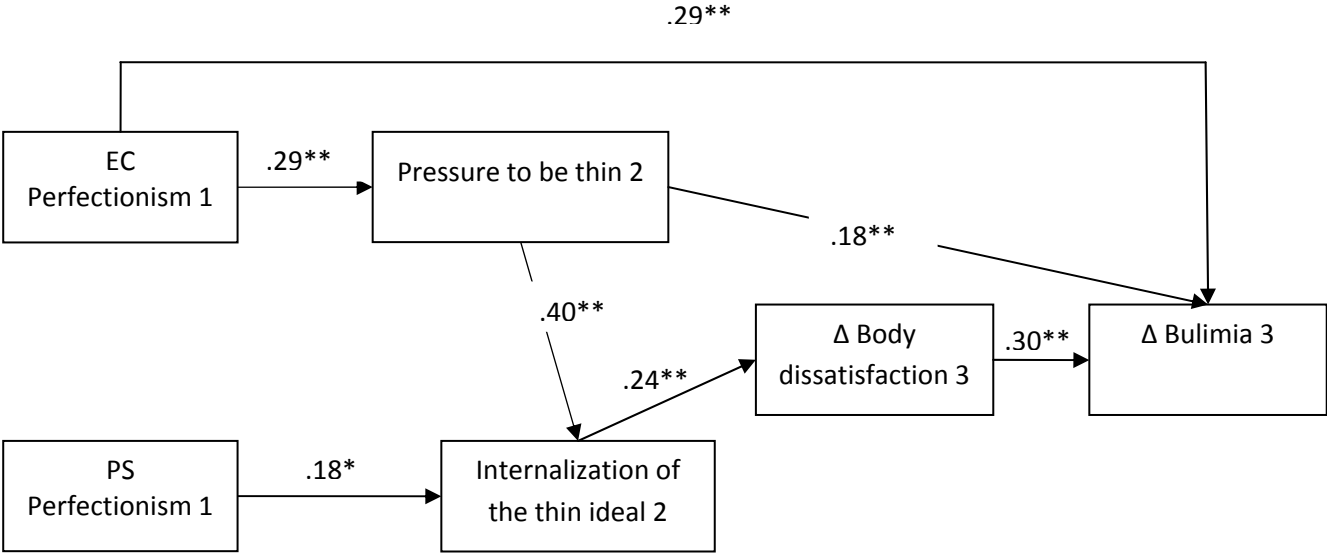 .29**
EC
Perfectionism 1
.29**
Pressure to be thin 2
.18**
.40**
Δ Body
dissatisfaction 3
.30**
Δ Bulimia 3
.24**
PS
Perfectionism 1
.18*
Internalization of
the thin ideal 2